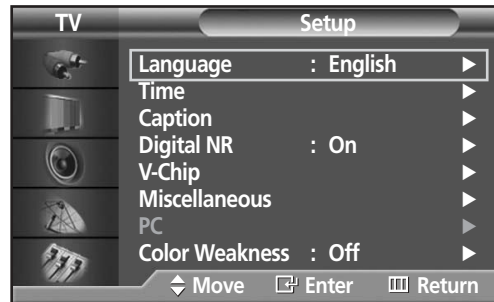 TV Setup
Language : English
Time
Caption
Digital NR : On
V-Chip
Miscellaneous
PC
Color Weakness : Off
Move Enter Return